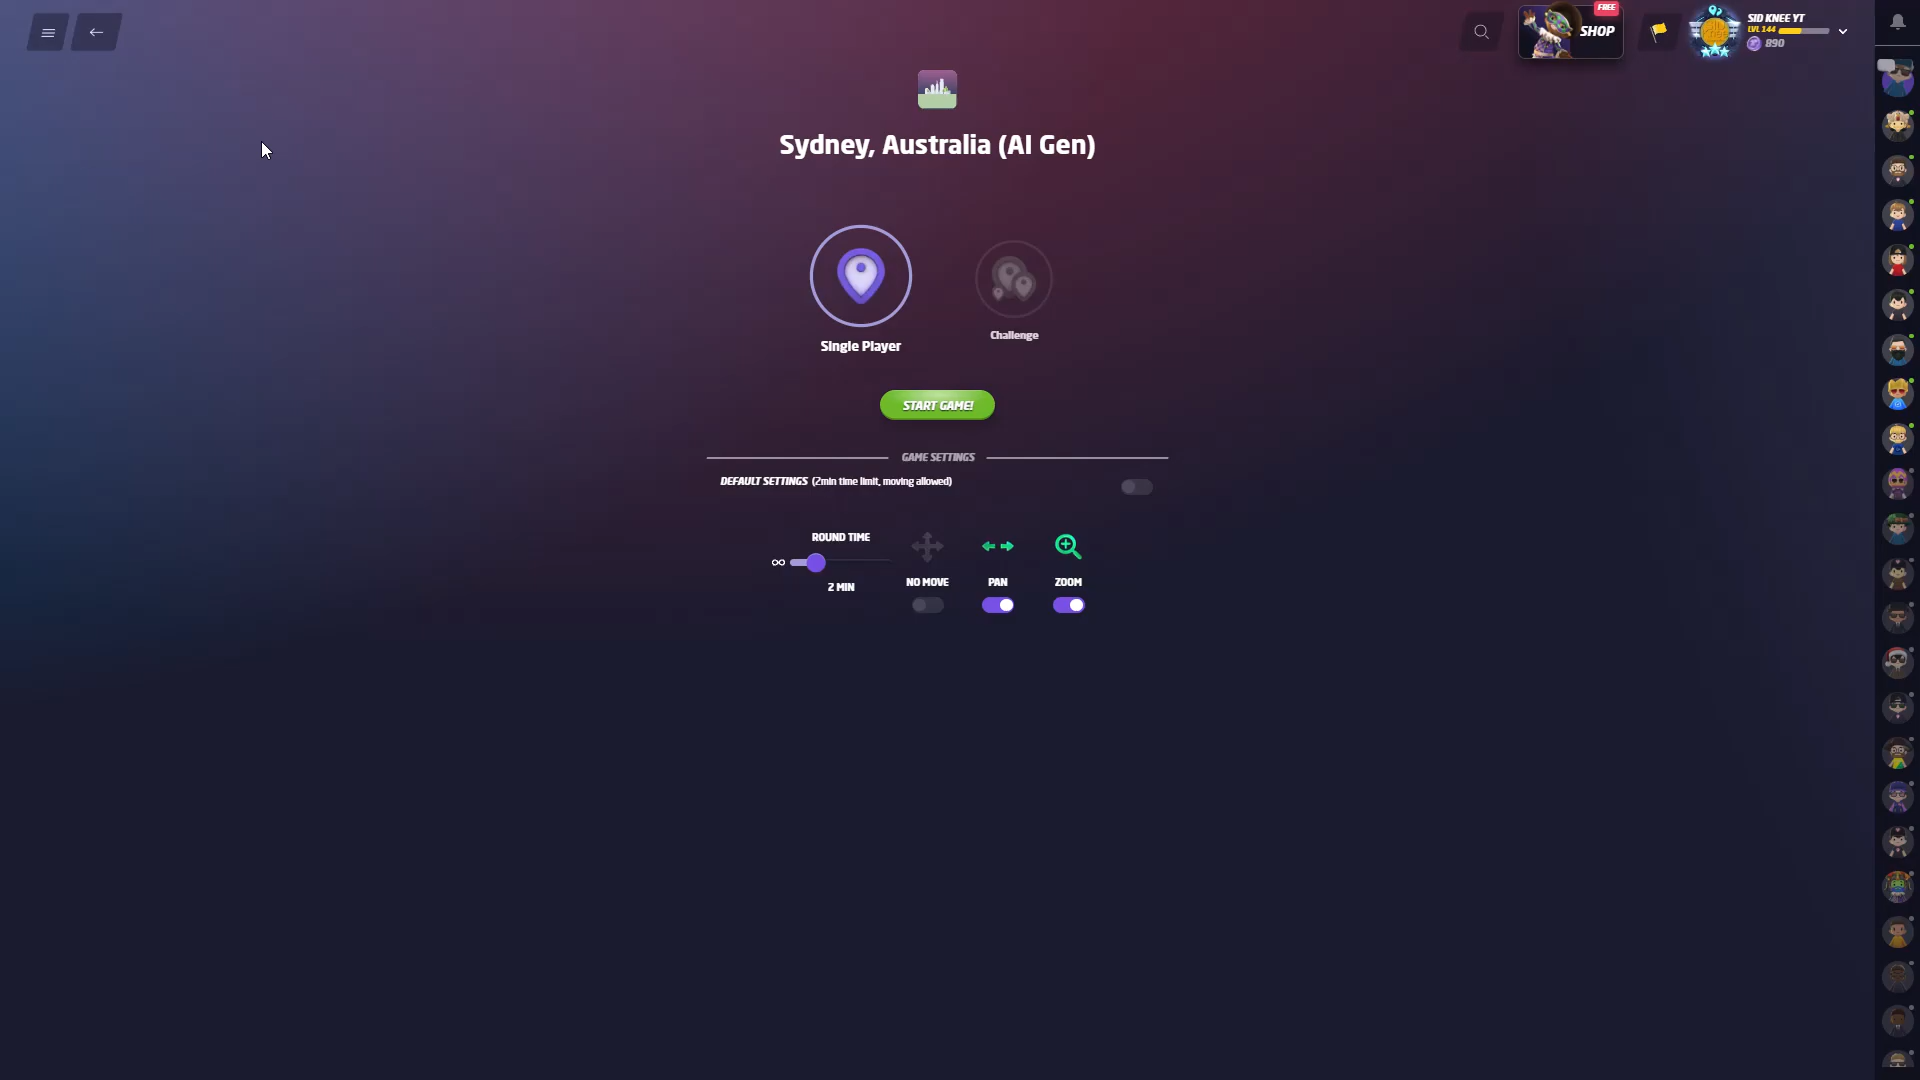 FREE
SHOP
SID KNEE YT
LVL 144
890
Sydney, Australia (AI Gen)
Single Player
Challenge
START GAME!
GAME SETTINGS
DEFAULT SETTINGS (2min time limit, moving allowed)
ROUND TIME
∞
2 MIN
NO MOVE
PAN
ZOOM